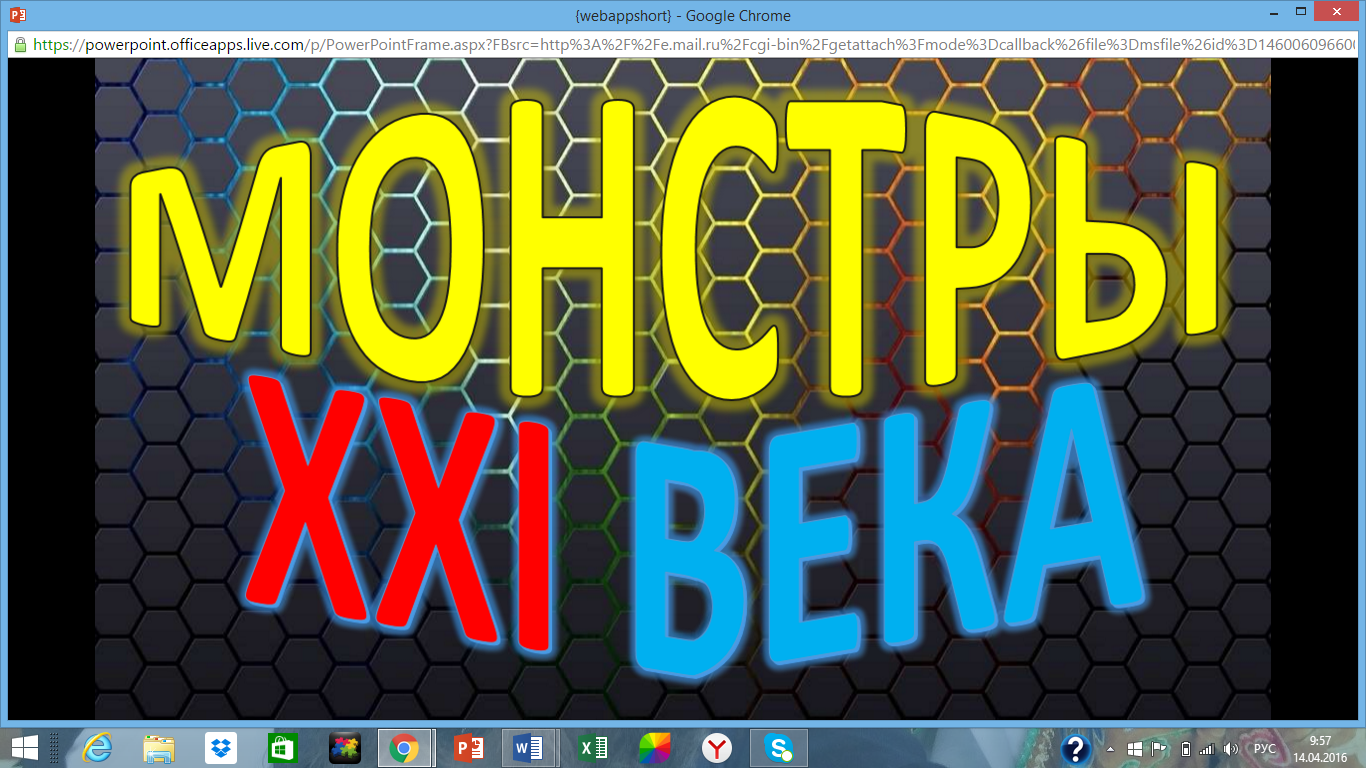 {webappshort} - Google Chrome
https://powerpoint.officeapps.live.com/p/PowerPointFrame.aspx?FBsrc=http%3A%2F%2Fe.mail.ru%2Fcgi-bin%2Fgetattach%3Fmode%3Dcallback%26file%3Dmsfile%26id%3D146006096600
МОНСТРЫ
XXI ВЕКА
РУС
9:57
14.04.2016